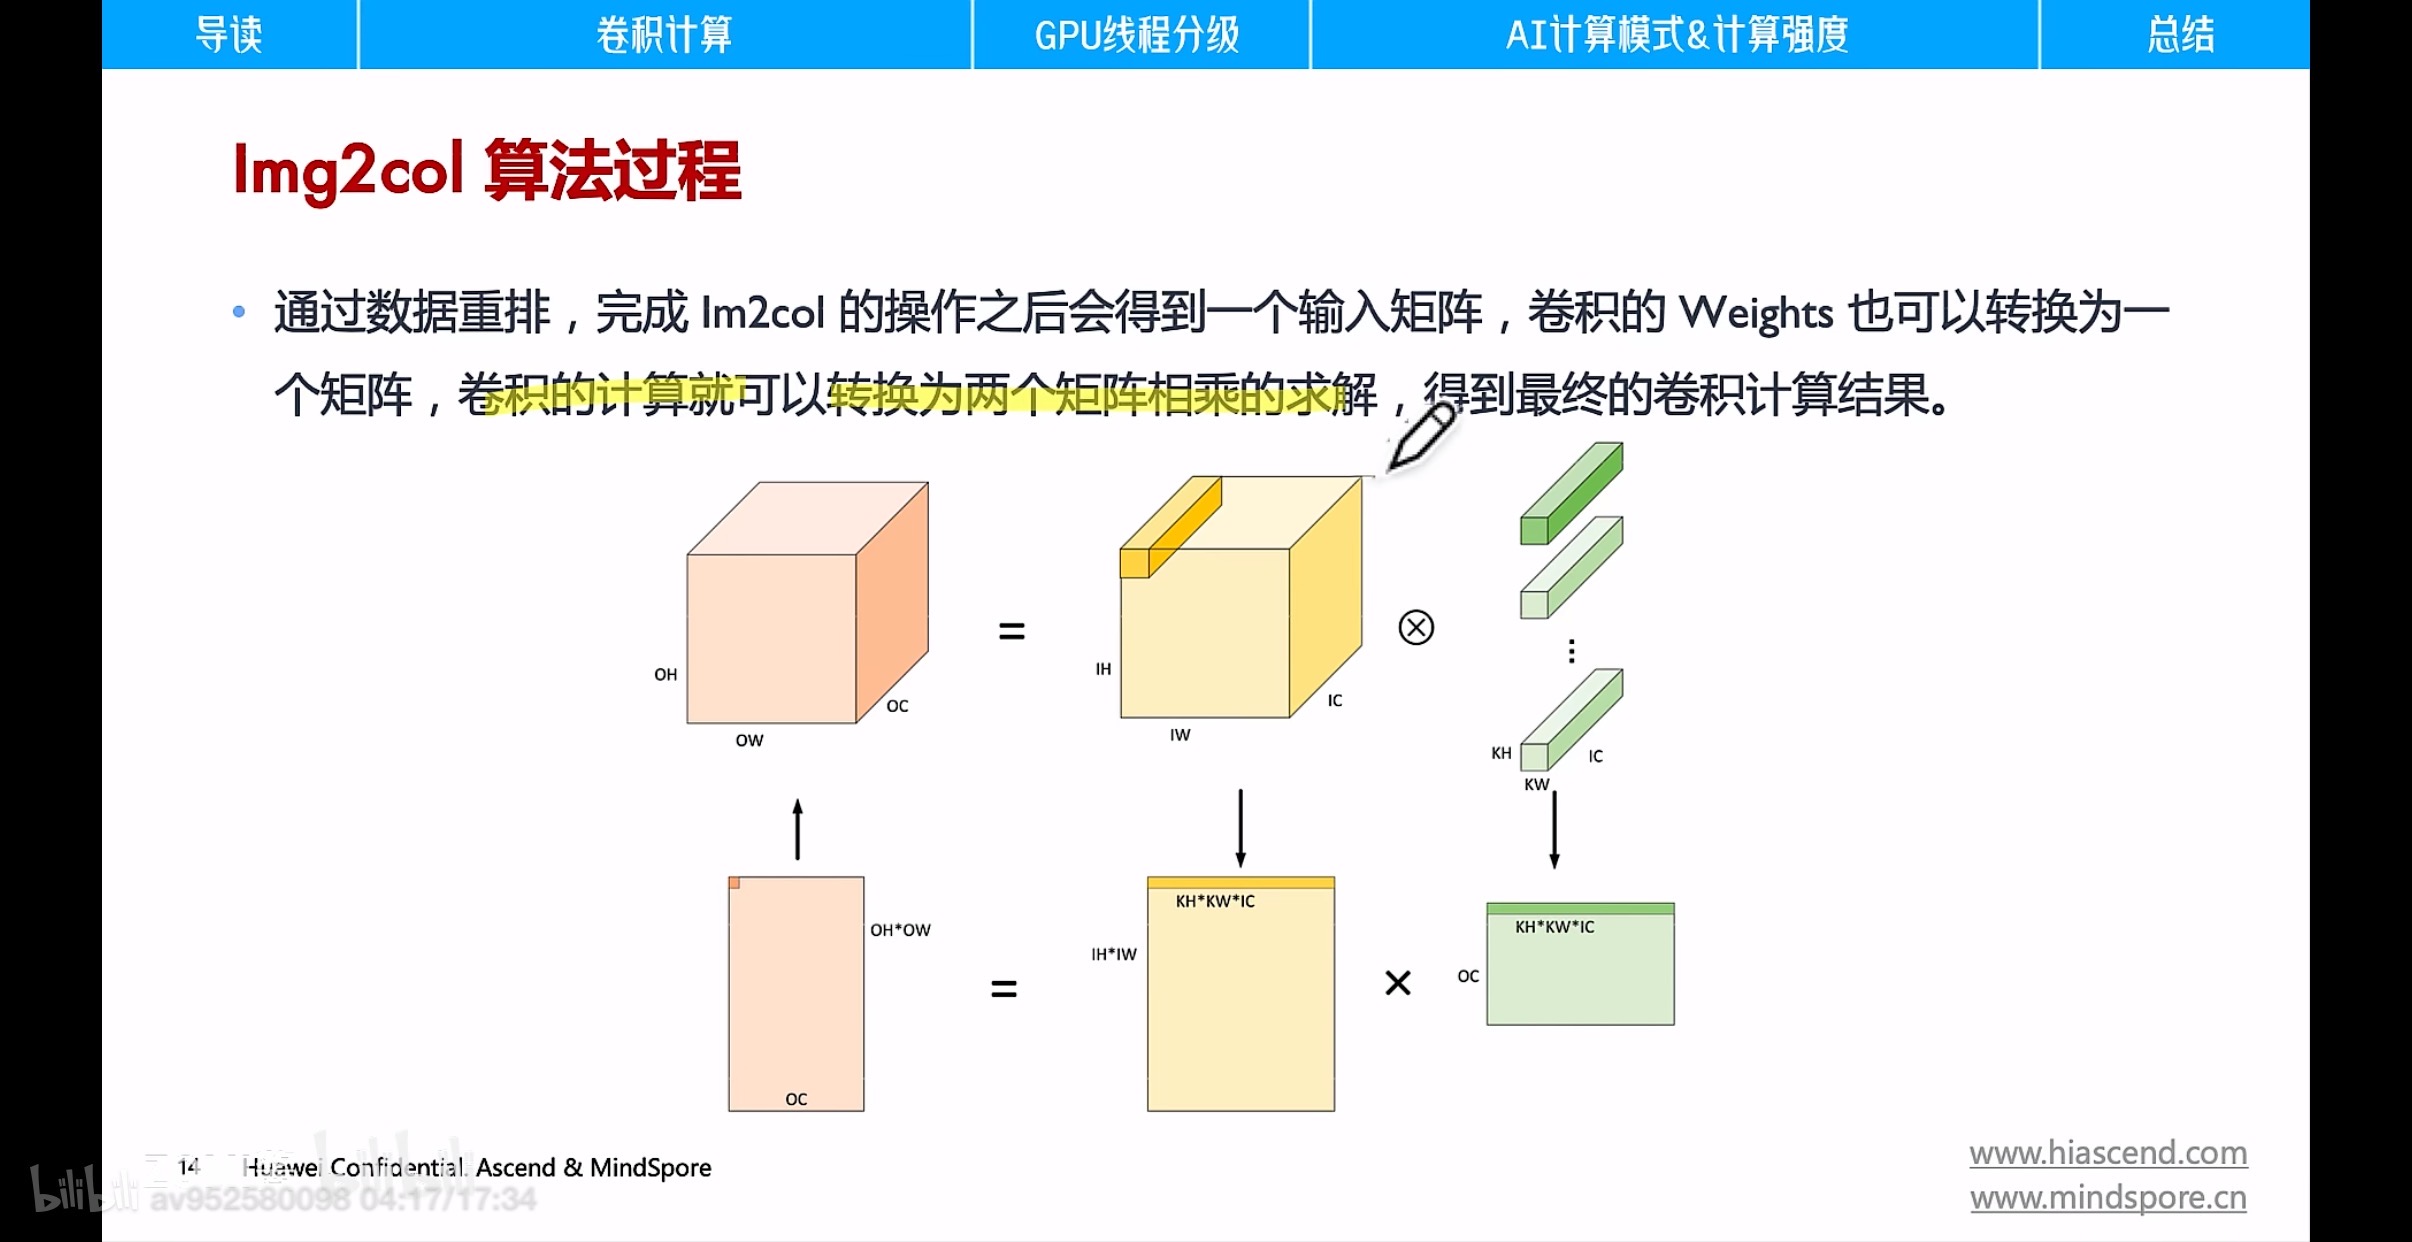 导读 卷积计算 GPU线程分级 AI计算模式&计算强度 总结
Img2col 算法过程
• 通过数据重排，完成 Im2col 的操作之后会得到一个输入矩阵，卷积的 Weights 也可以转换为一
个矩阵，卷积的计算就可以转换为两个矩阵相乘的求解，得到最终的卷积计算结果。
= ⊗
⋮
OH
OC
OW
IH
IC
IW
KH
IC
KW
OH*OW
OC
=
KH*KW*IC
IH*IW
×
KH*KW*IC
OC
14 Huawei Confidential. Ascend & MindSpore
www.hiascend.com
www.mindspore.cn
bilibili
av952580098 04:17/17:34